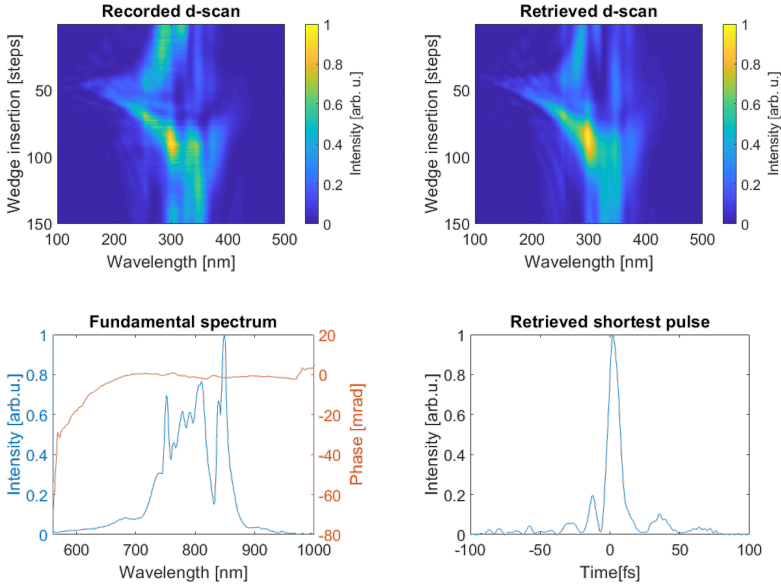 Recorded d-scan
Wedge insertion [steps]
0
50
100
150
100 200 300 400 500
Wavelength [nm]
1
0.8
0.6
0.4
0.2
0
Intensity [arb. u.]
Retrieved d-scan
Wedge insertion [steps]
0
50
100
150
100 200 300 400 500
Wavelength [nm]
1
0.8
0.6
0.4
0.2
0
Intensity [arb. u.]
Fundamental spectrum
Intensity [arb.u.]
1
0.8
0.6
0.4
0.2
0
600 700 800 900 1000
Wavelength [nm]
20
0
-20
-40
-60
-80
Phase [mrad]
Retrieved shortest pulse
Intensity [arb.u.]
1
0.8
0.6
0.4
0.2
0
-100 -50 0 50 100
Time[fs]